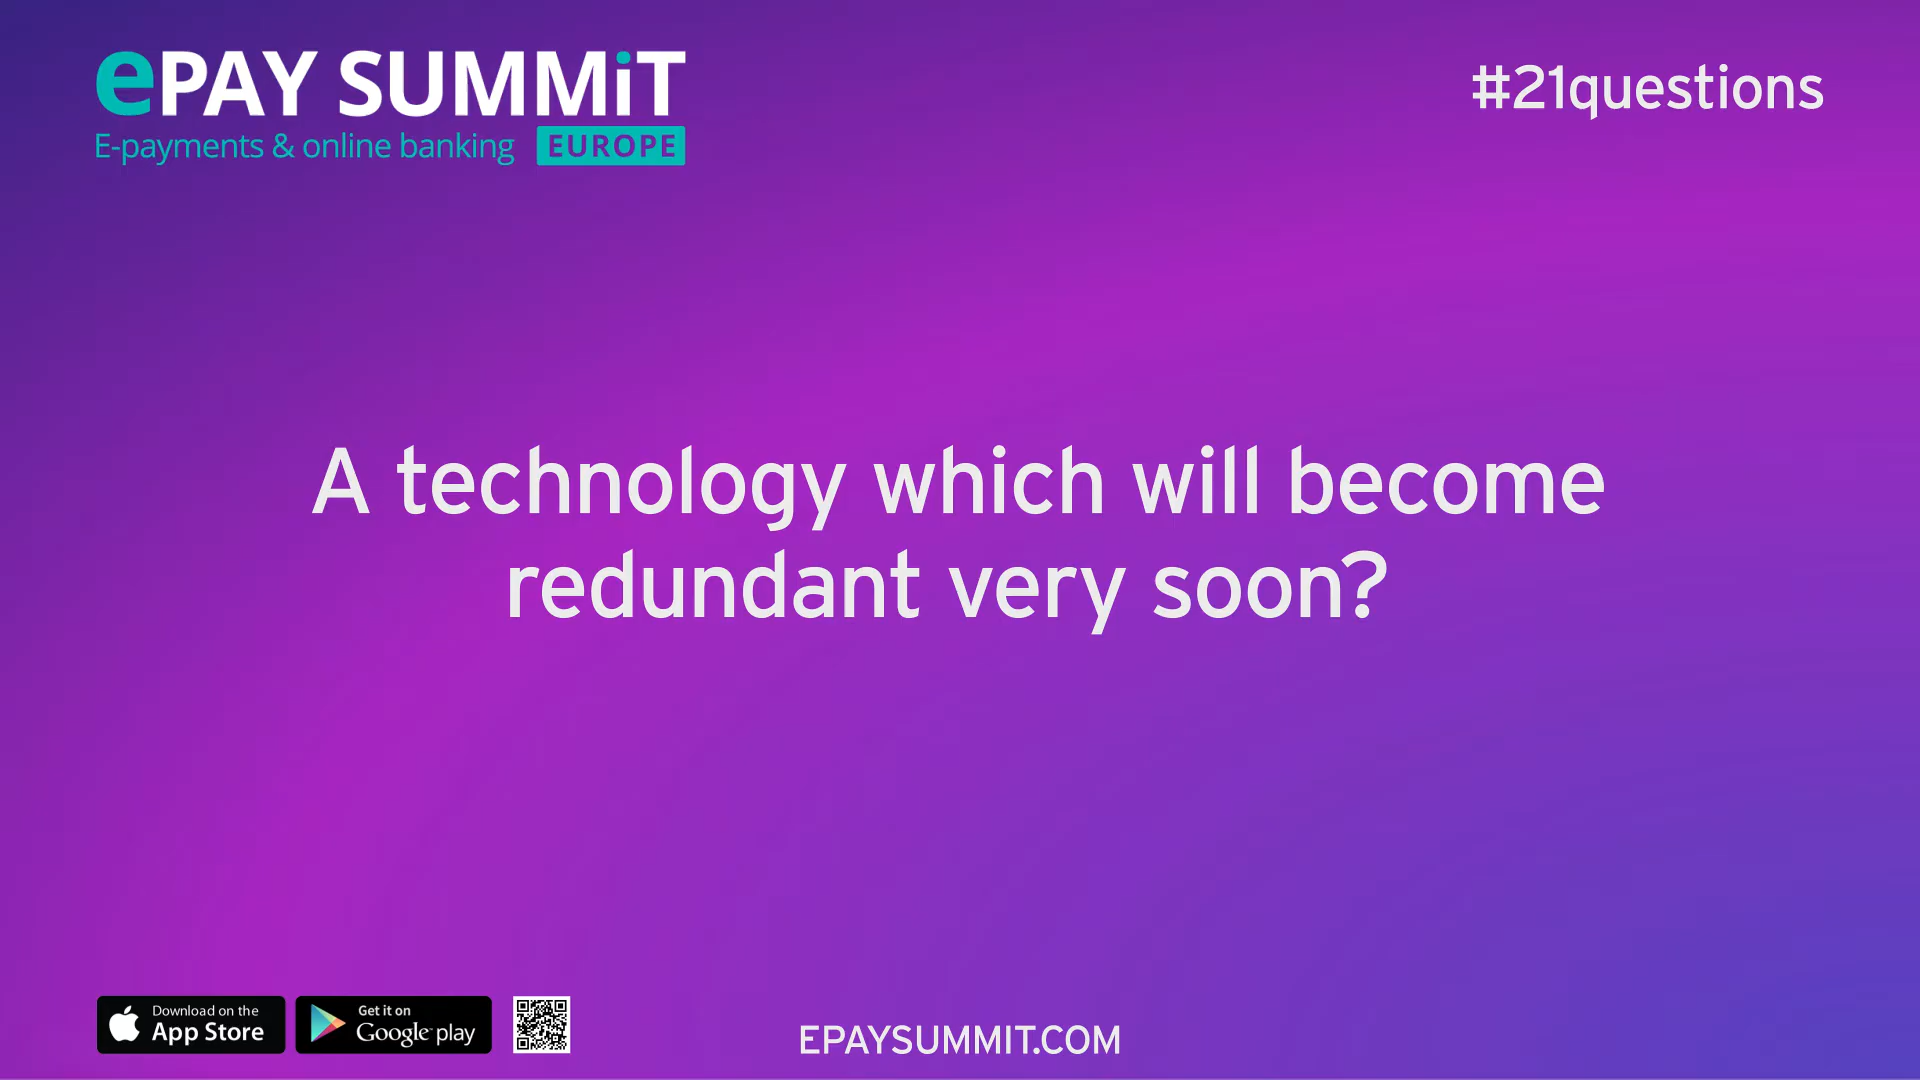 ePAY SUMMiT
E-payments & online banking EUROPE
#21questions
A technology which will become
redundant very soon?
Download on the
App Store
Get it on
Google play
EPAYSUMMIT.COM